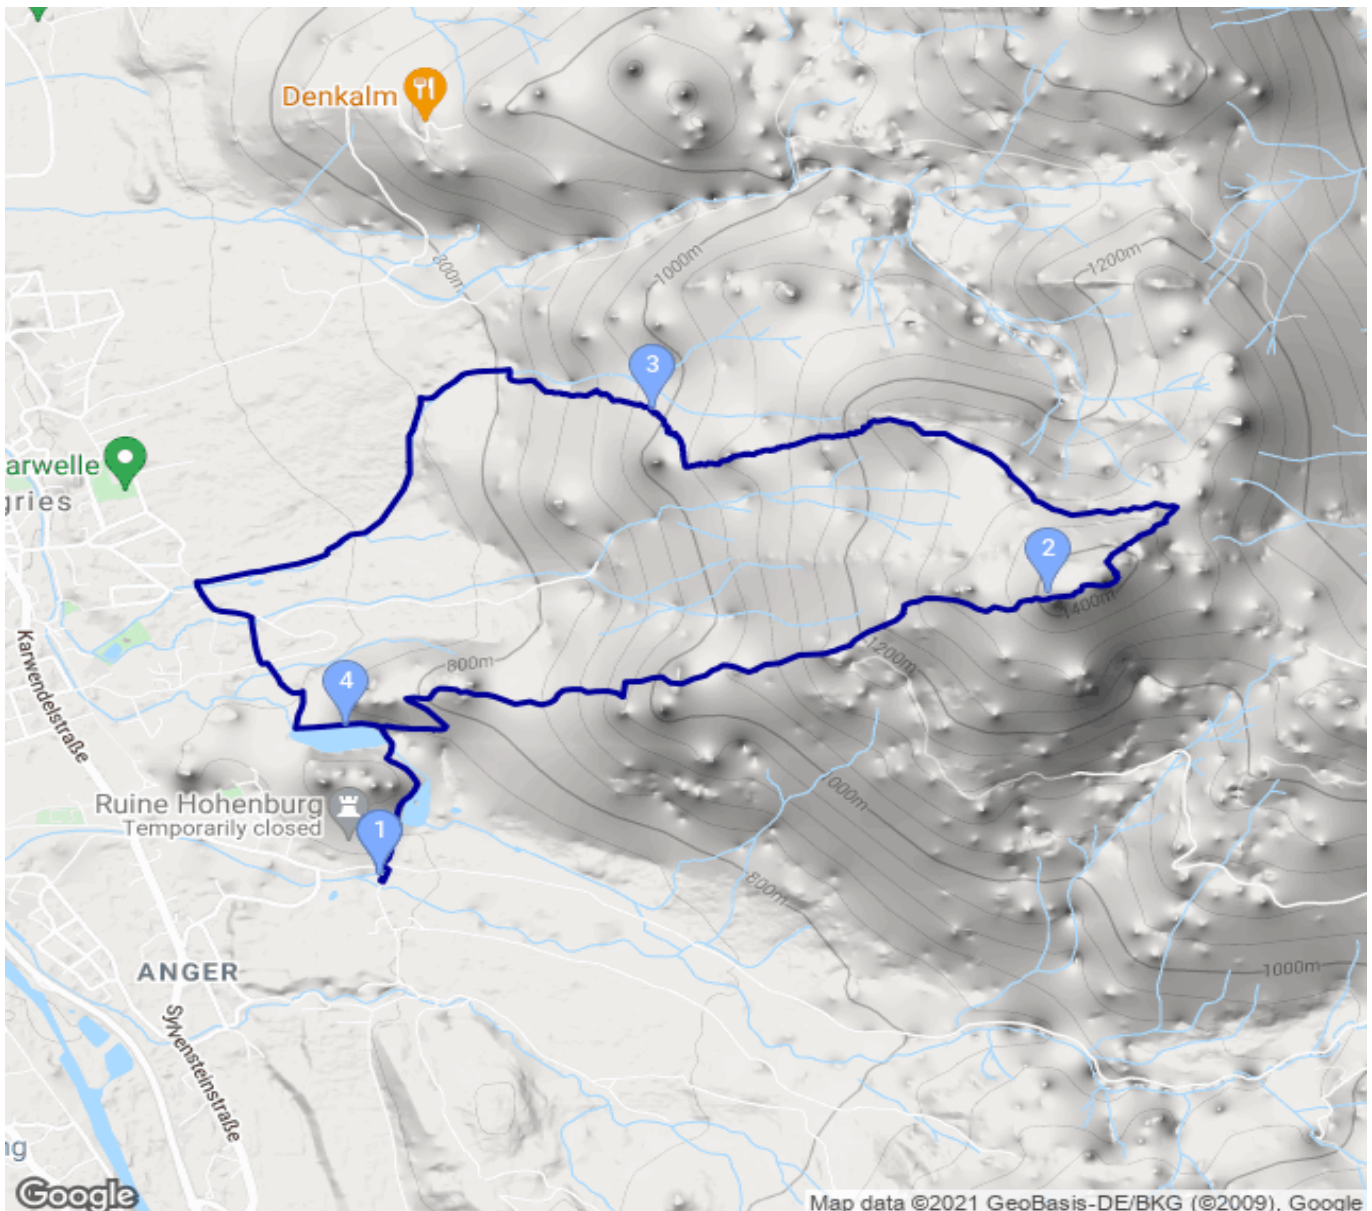 Denkalm
800m
1000m
1200m
3
arwelle
gries
2
1400m
1200m
800m
4
Karwendelstraße
1000m
Ruine Hohenburg
Temporarily closed
1
800m
ANGER
1000m
Sylvensteinstraße
ng
Google
Map data ©2021 GeoBasis-DE/BKG (©2009), Google